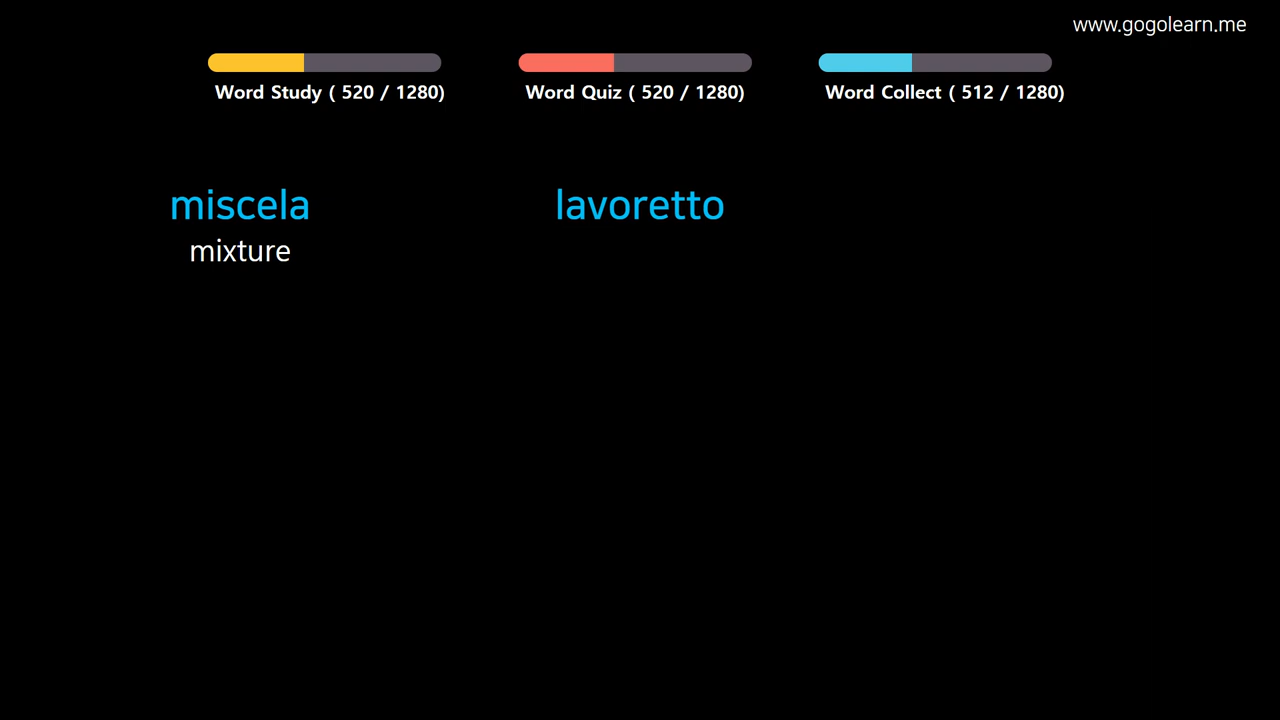 www.gogolearn.me
Word Study ( 520 / 1280)
Word Quiz ( 520 / 1280)
Word Collect ( 512 / 1280)
miscela
mixture
lavoretto